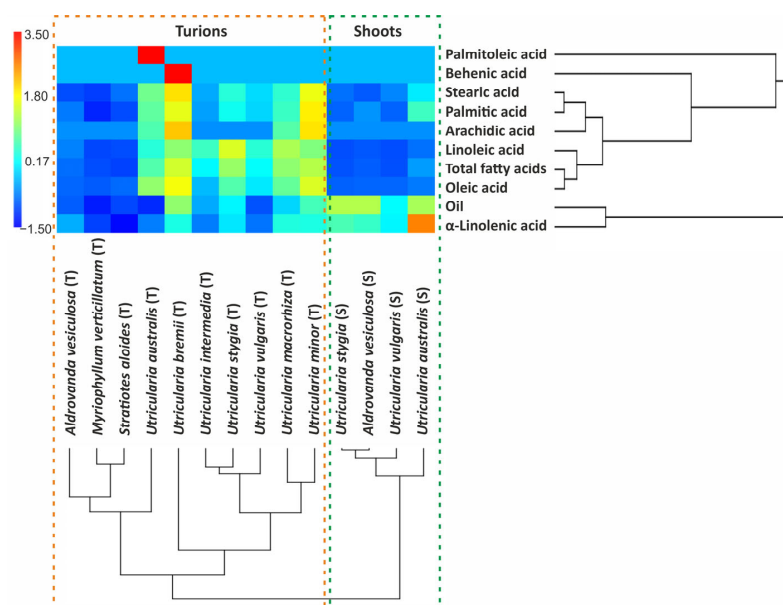 3.50
1.80
0.17
-1.50
Turions
Shoots
Palmitoleic acid
Behenic acid
Stearic acid
Palmitic acid
Arachidic acid
Linoleic acid
Total fatty acids
Oleic acid
Oil
α-Linolenic acid
Aldrovanda vesiculosa (T)
Myriophyllum verticillatum (T)
Stratiotes aloides (T)
Utricularia australis (T)
Utricularia bremii (T)
Utricularia intermedia (T)
Utricularia stygia (T)
Utricularia vulgaris (T)
Utricularia macrorhiza (T)
Utricularia minor (T)
Utricularia stygia (S)
Aldrovanda vesiculosa (S)
Utricularia vulgaris (S)
Utricularia australis (S)